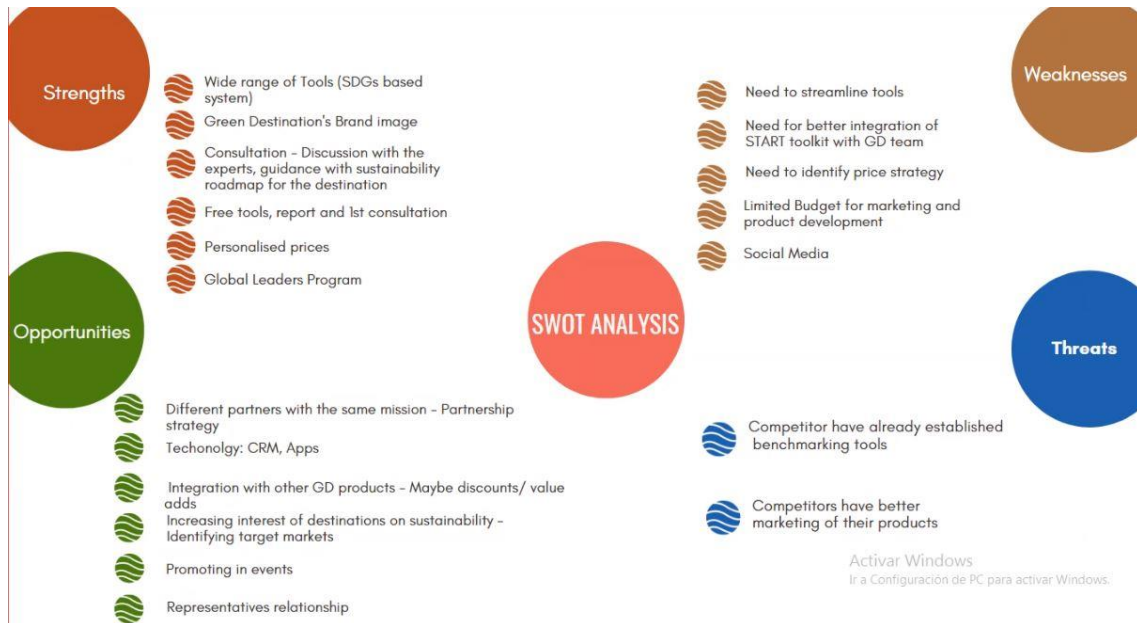 Strengths
Wide range of Tools (SDGs based
system)
Green Destination's Brand image
Consultation - Discussion with the
experts, guidance with sustainability
roadmap for the destination
Free tools, report and 1st consultation
Personalised prices
Global Leaders Program
Weaknesses
Need to streamline tools
Need for better integration of
START toolkit with GD team
Need to identify price strategy
Limited Budget for marketing and
product development
Social Media
SWOT ANALYSIS
Opportunities
Different partners with the same mission - Partnership
strategy
Techonolgy: CRM, Apps
Integration with other GD products - Maybe discounts/ value
adds
Increasing interest of destinations on sustainability -
Identifying target markets
Promoting in events
Representatives relationship
Threats
Competitor have already established
benchmarking tools
Competitors have better
marketing of their products
Activar Windows
Ir a Configuración de PC para activar Windows.